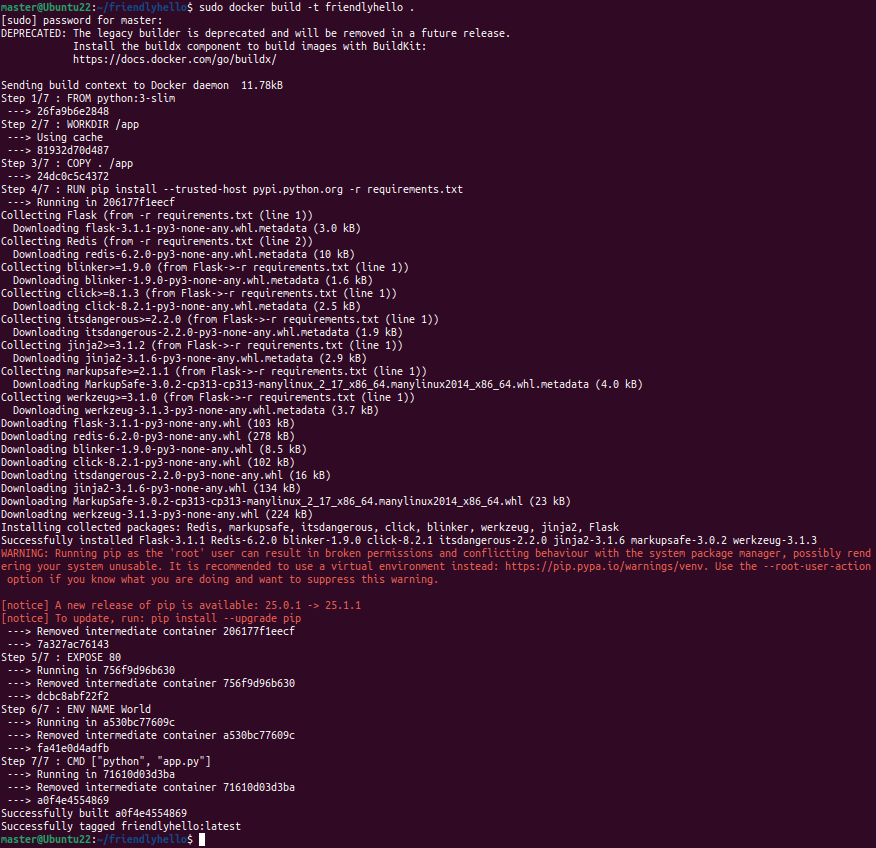 master@Ubuntu22:~/friendlyhello$ sudo docker build -t friendlyhello .
[sudo] password for master:
DEPRECATED: The legacy builder is deprecated and will be removed in a future release.
            Install the buildx component to build images with BuildKit:
            https://docs.docker.com/go/buildx/

Sending build context to Docker daemon  11.78kB
Step 1/7 : FROM python:3-slim
 ---> 26fa9b6e2848
Step 2/7 : WORKDIR /app
 ---> Using cache
 ---> 81932d70d487
Step 3/7 : COPY . /app
 ---> 24dc0c5c4372
Step 4/7 : RUN pip install --trusted-host pypi.python.org -r requirements.txt
 ---> Running in 206177f1eecf
Collecting Flask (from -r requirements.txt (line 1))
  Downloading flask-3.1.1-py3-none-any.whl.metadata (3.0 kB)
Collecting Redis (from -r requirements.txt (line 2))
  Downloading redis-6.2.0-py3-none-any.whl.metadata (10 kB)
Collecting blinker>=1.9.0 (from Flask->-r requirements.txt (line 1))
  Downloading blinker-1.9.0-py3-none-any.whl.metadata (1.6 kB)
Collecting click>=8.1.3 (from Flask->-r requirements.txt (line 1))
  Downloading click-8.2.1-py3-none-any.whl.metadata (2.5 kB)
Collecting itsdangerous>=2.2.0 (from Flask->-r requirements.txt (line 1))
  Downloading itsdangerous-2.2.0-py3-none-any.whl.metadata (1.9 kB)
Collecting jinja2>=3.1.2 (from Flask->-r requirements.txt (line 1))
  Downloading jinja2-3.1.6-py3-none-any.whl.metadata (2.9 kB)
Collecting markupsafe>=2.1.1 (from Flask->-r requirements.txt (line 1))
  Downloading MarkupSafe-3.0.2-cp313-cp313-manylinux_2_17_x86_64.manylinux2014_x86_64.whl.metadata (4.0 kB)
Collecting werkzeug>=3.1.0 (from Flask->-r requirements.txt (line 1))
  Downloading werkzeug-3.1.3-py3-none-any.whl.metadata (3.7 kB)
Downloading flask-3.1.1-py3-none-any.whl (103 kB)
Downloading redis-6.2.0-py3-none-any.whl (278 kB)
Downloading blinker-1.9.0-py3-none-any.whl (8.5 kB)
Downloading click-8.2.1-py3-none-any.whl (102 kB)
Downloading itsdangerous-2.2.0-py3-none-any.whl (16 kB)
Downloading jinja2-3.1.6-py3-none-any.whl (134 kB)
Downloading MarkupSafe-3.0.2-cp313-cp313-manylinux_2_17_x86_64.manylinux2014_x86_64.whl (23 kB)
Downloading werkzeug-3.1.3-py3-none-any.whl (224 kB)
Installing collected packages: Redis, markupsafe, itsdangerous, click, blinker, werkzeug, jinja2, Flask
Successfully installed Flask-3.1.1 Redis-6.2.0 blinker-1.9.0 click-8.2.1 itsdangerous-2.2.0 jinja2-3.1.6 markupsafe-3.0.2 werkzeug-3.1.3
WARNING: Running pip as the 'root' user can result in broken permissions and conflicting behaviour with the system package manager, possibly rend
ering your system unusable. It is recommended to use a virtual environment instead: https://pip.pypa.io/warnings/venv. Use the --root-user-action
 option if you know what you are doing and want to suppress this warning.

[notice] A new release of pip is available: 25.0.1 -> 25.1.1
[notice] To update, run: pip install --upgrade pip
 ---> Removed intermediate container 206177f1eecf
 ---> 7a327ac76143
Step 5/7 : EXPOSE 80
 ---> Running in 756f9d96b630
 ---> Removed intermediate container 756f9d96b630
 ---> dcbc8abf22f2
Step 6/7 : ENV NAME World
 ---> Running in a530bc77609c
 ---> Removed intermediate container a530bc77609c
 ---> fa41e0d4adfb
Step 7/7 : CMD ["python", "app.py"]
 ---> Running in 71610d03d3ba
 ---> Removed intermediate container 71610d03d3ba
 ---> a0f4e4554869
Successfully built a0f4e4554869
Successfully tagged friendlyhello:latest
master@Ubuntu22:~/friendlyhello$